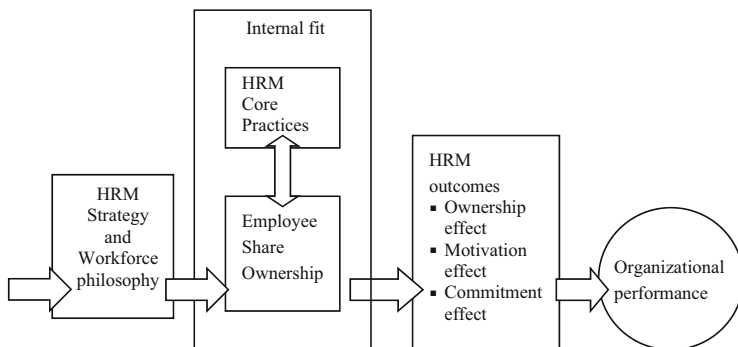 Internal fit
HRM
Core
Practices
HRM
Strategy
and
Workforce
philosophy
Employee
Share
Ownership
HRM
outcomes
▪ Ownership
effect
▪ Motivation
effect
▪ Commitment
effect
Organizational
performance